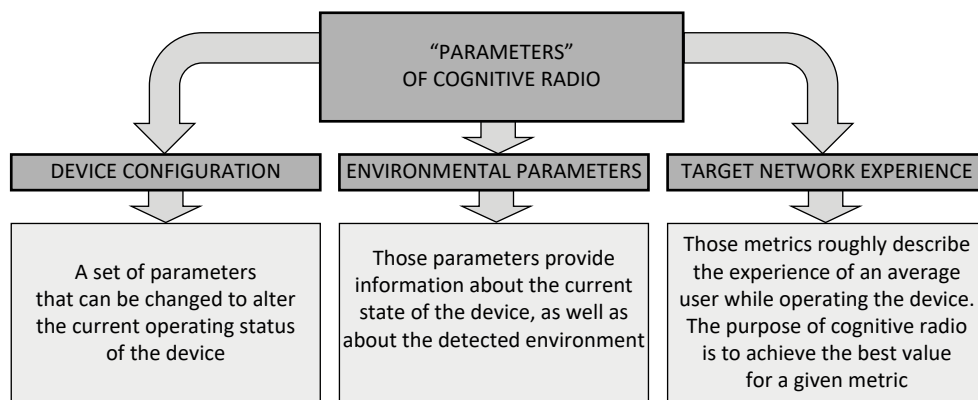 “PARAMETERS”
OF COGNITIVE RADIO
DEVICE CONFIGURATION
ENVIRONMENTAL PARAMETERS
TARGET NETWORK EXPERIENCE
A set of parameters
that can be changed to alter
the current operating status
of the device
Those parameters provide
information about the current
state of the device, as well as
about the detected environment
Those metrics roughly describe
the experience of an average
user while operating the device.
The purpose of cognitive radio
is to achieve the best value
for a given metric